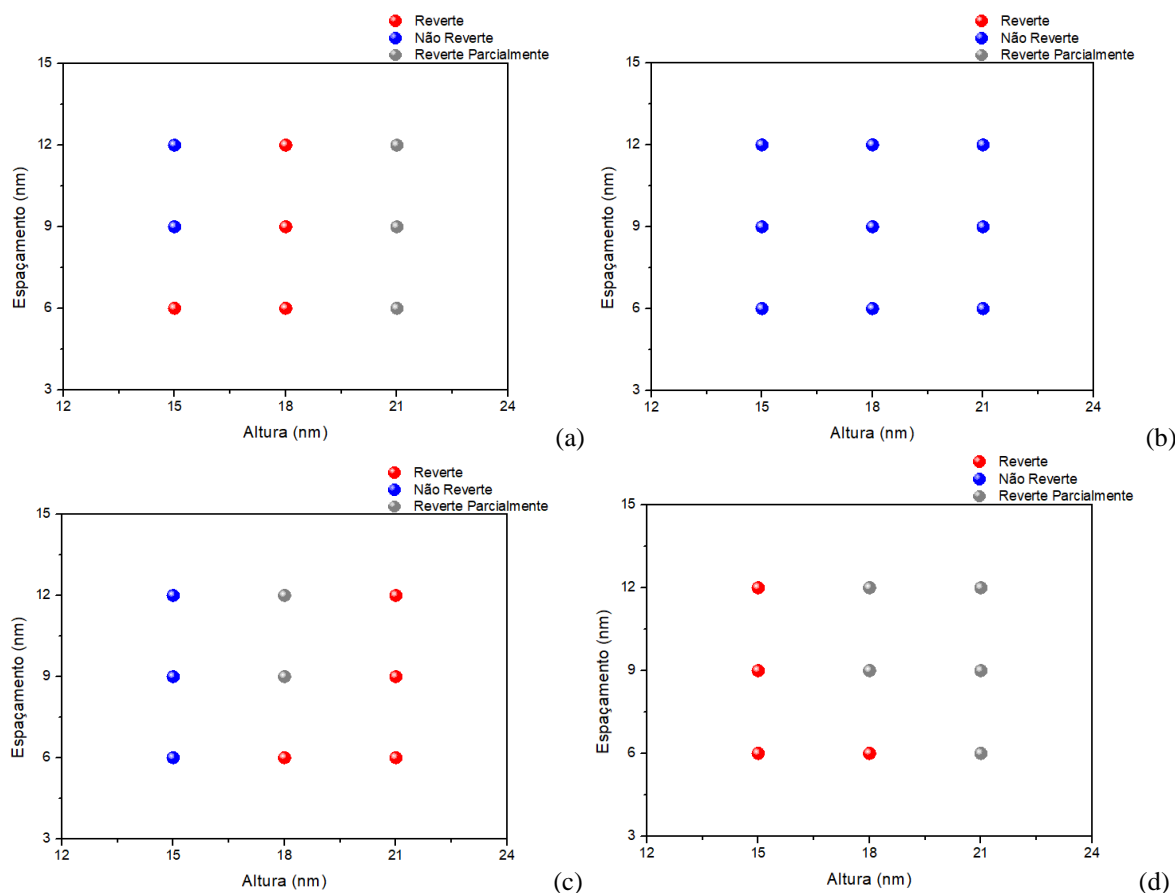 Reverte
Não Reverte
Reverte Parcialmente
15
12
9
6
3
Espaçamento (nm)
12 15 18 21 24
Altura (nm)
(a)
Reverte
Não Reverte
Reverte Parcialmente
15
12
9
6
3
Espaçamento (nm)
12 15 18 21 24
Altura (nm)
(b)
Reverte
Não Reverte
Reverte Parcialmente
15
12
9
6
3
Espaçamento (nm)
12 15 18 21 24
Altura (nm)
(c)
Reverte
Não Reverte
Reverte Parcialmente
15
12
9
6
3
Espaçamento (nm)
12 15 18 21 24
Altura (nm)
(d)